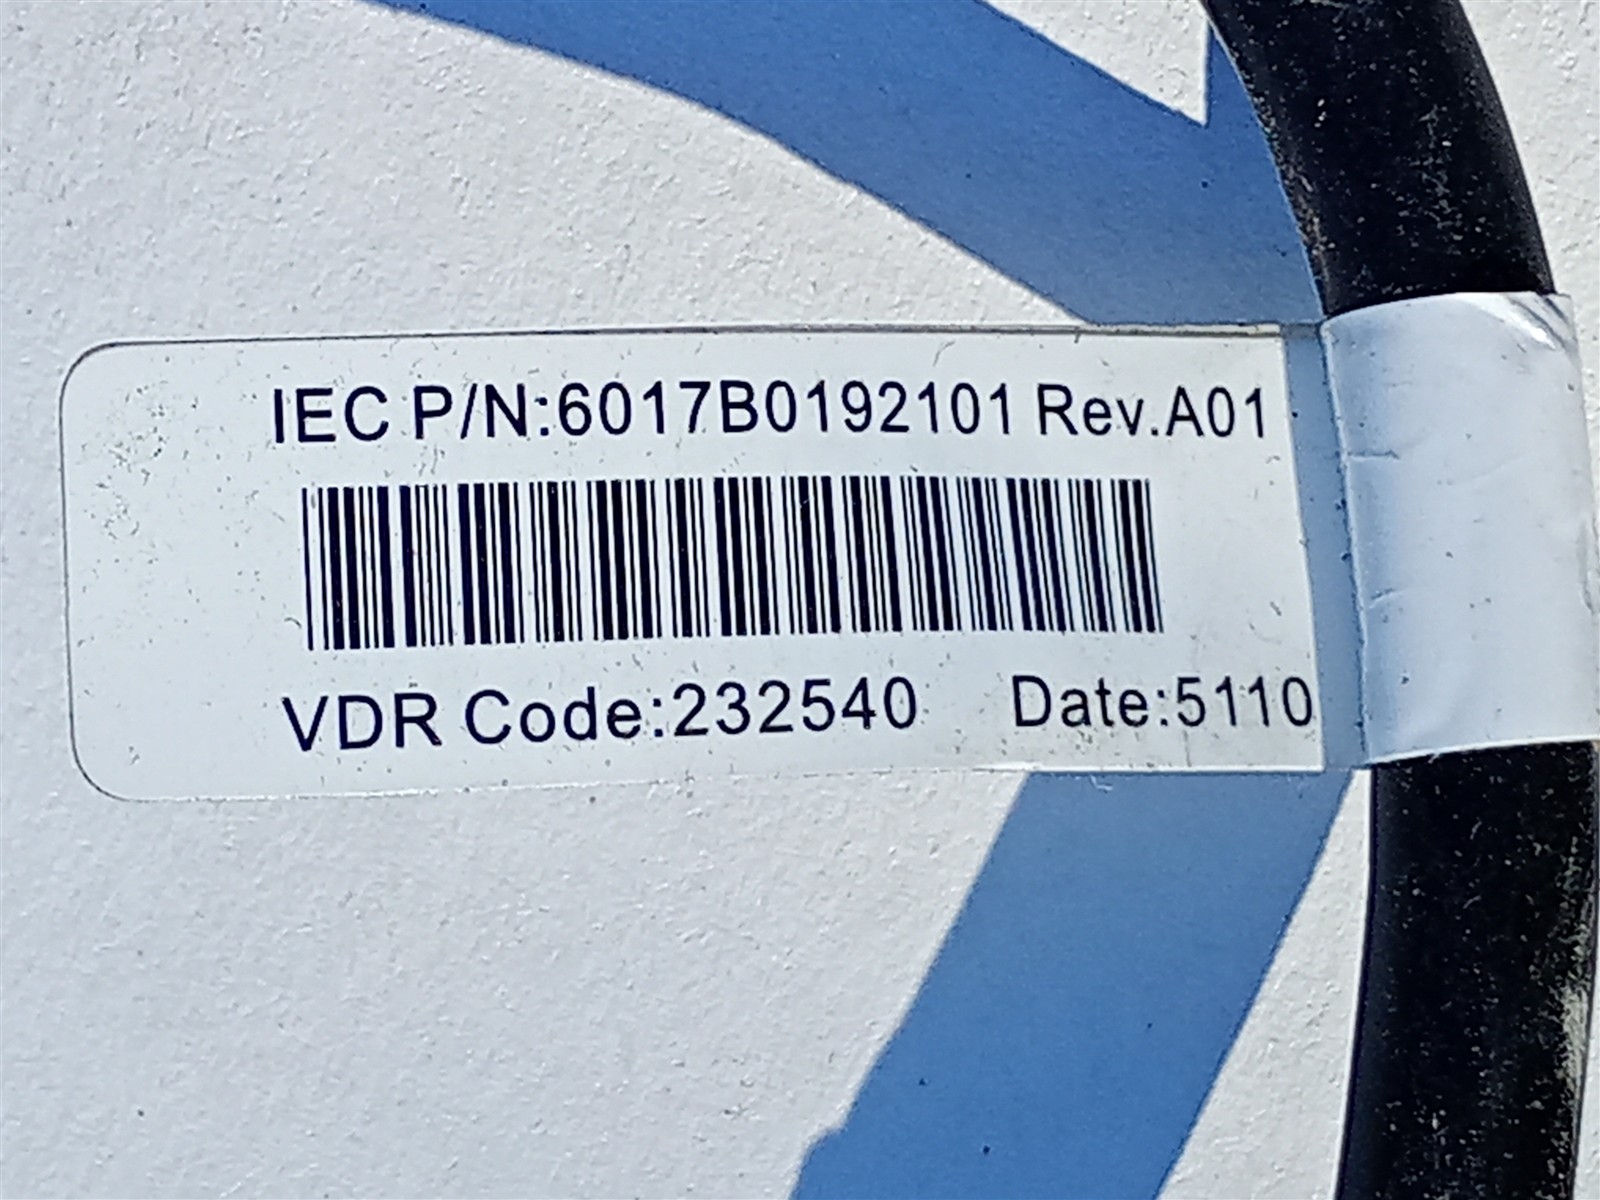 IEC P/N:6017B0192101 Rev.A01
VDR Code:232540 Date:5110